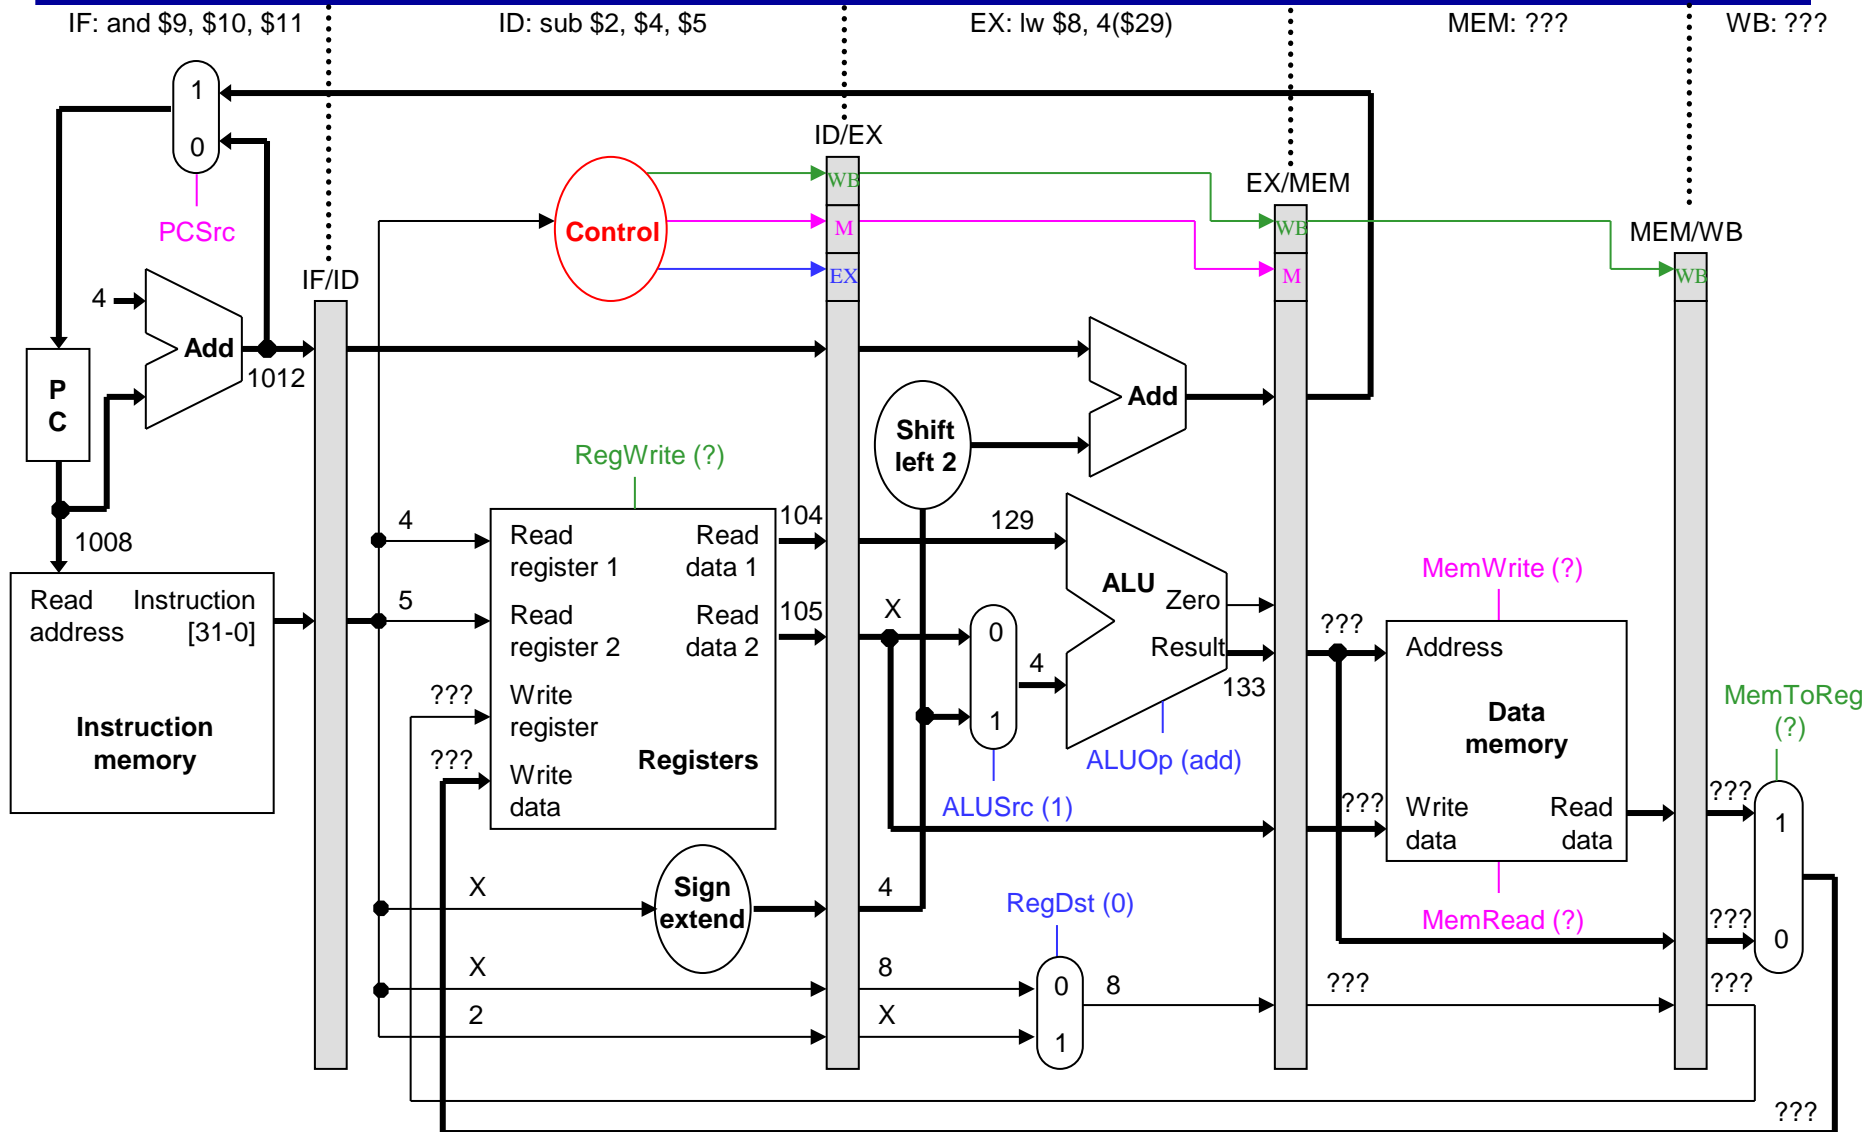 IF: and $9, $10, $11
ID: sub $2, $4, $5
EX: lw $8, 4($29)
MEM: ???
WB: ???
1
0
PCSrc
4
Add
1012
P
C
1008
Read
address
Instruction
[31-0]
Instruction
memory
IF/ID
Control
ID/EX
WB
M
EX
EX/MEM
WB
M
MEM/WB
WB
RegWrite (?)
4
5
???
???
Read
register 1
Read
data 1
Read
register 2
Read
data 2
Write
register
Write
data
Registers
104
105
X
Sign
extend
X
2
Shift
left 2
Add
129
X
0
1
4
ALUSrc (1)
ALU
Zero
Result
133
ALUOp (add)
4
RegDst (0)
8
X
0
1
8
???
MemWrite (?)
Address
Data
memory
???
Write
data
Read
data
MemRead (?)
???
MemToReg
(?)
???
1
???
0
???
???